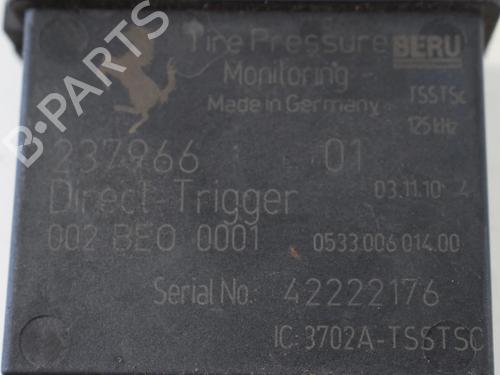 Tire Pressure BERU
Monitoring TSSTSc
Made in Germany 125 kHz
237966 01
Direct-Trigger 03.11.10 4
002 BE0 0001 0533 006 014.00
Serial No.: 42222176
IC: 3702A-TSSTSC
B-Parts